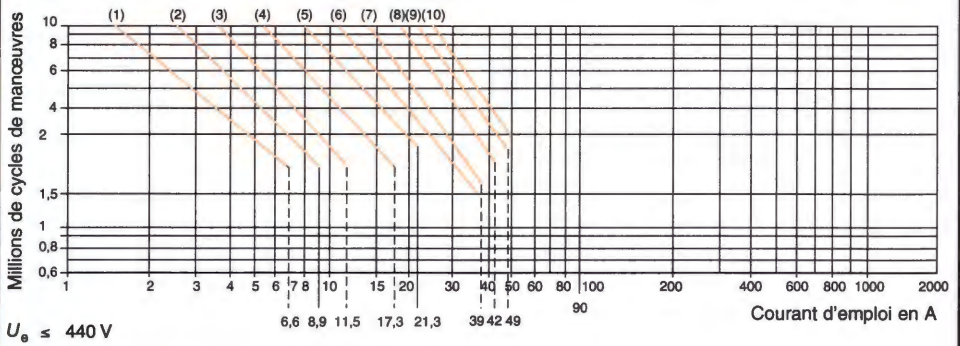 (1) (2) (3) (4) (5) (6) (7) (8)(9)(10)
Millions de cycles de manœuvres
10
8
6
4
2
1,5
1
0,8
0,6
1 2 3 4 5 6 7 8 10 15 20 30 40 50 60 80 100 200 400 600 800 1000 2000
6,6 8,9 11,5 17,3 21,3 39 42 49 90
Courant d'emploi en A
Ue ≤ 440 V